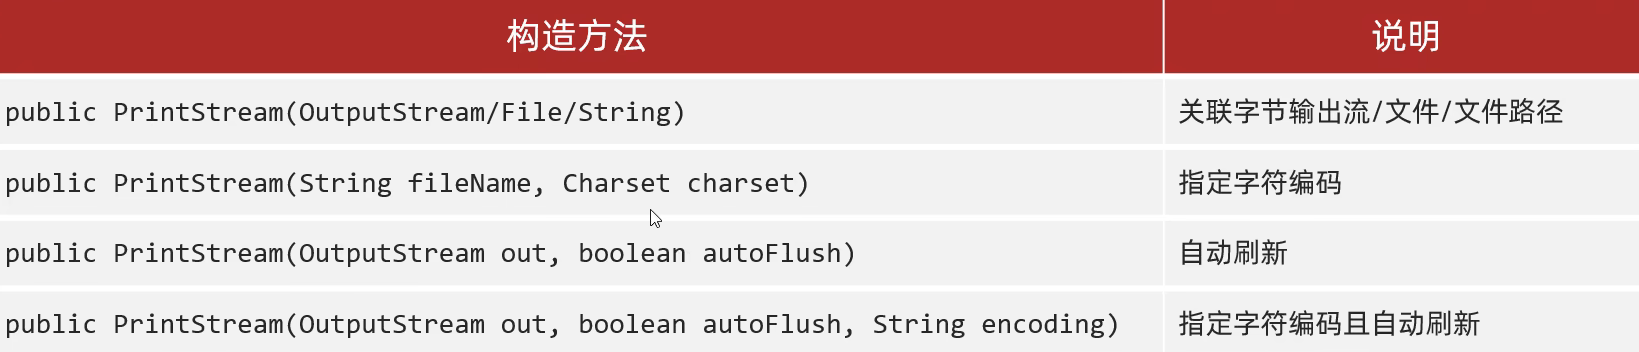 构造方法 说明
public PrintStream(OutputStream/File/String) 关联字节输出流/文件/文件路径
public PrintStream(String fileName, Charset charset) 指定字符编码
public PrintStream(OutputStream out, boolean autoFlush) 自动刷新
public PrintStream(OutputStream out, boolean autoFlush, String encoding) 指定字符编码且自动刷新